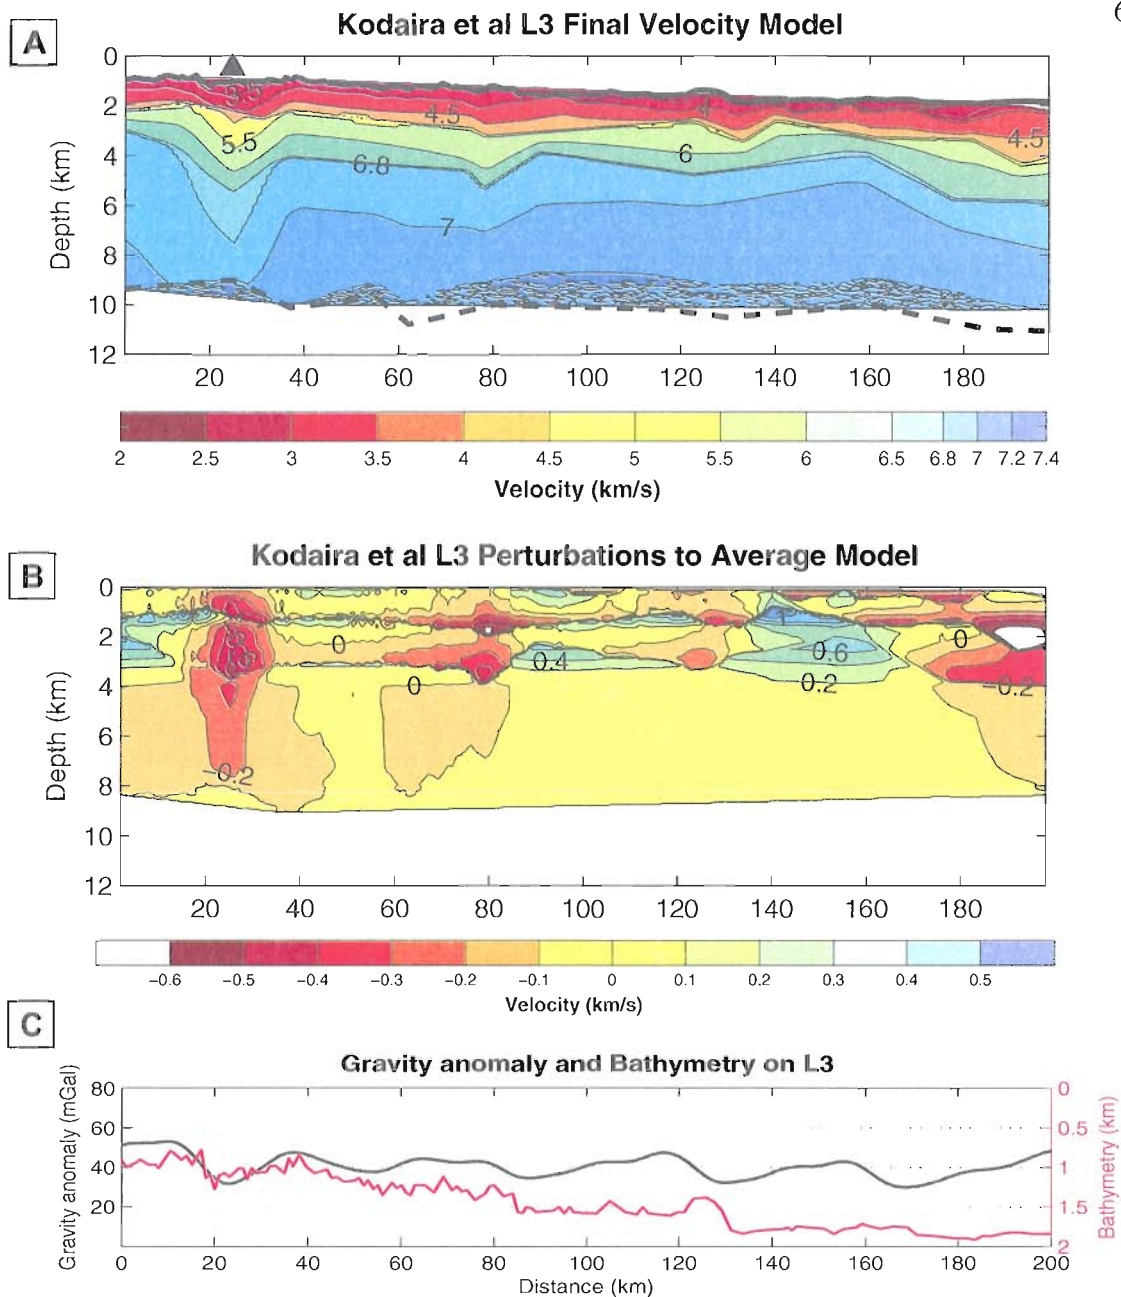 6
A
Kodaira et al L3 Final Velocity Model
0
2
4
6
8
10
12
Depth (km)
3.5
4.5
4
4.5
5.5
6
6.8
7
20 40 60 80 100 120 140 160 180
2 2.5 3 3.5 4 4.5 5 5.5 6 6.5 6.8 7 7.2 7.4
Velocity (km/s)
B
Kodaira et al L3 Perturbations to Average Model
0
2
4
6
8
10
12
Depth (km)
0
0
0.4
-0.6
0.2
0
-0.2
-0.2
20 40 60 80 100 120 140 160 180
-0.6 -0.5 -0.4 -0.3 -0.2 -0.1 0 0.1 0.2 0.3 0.4 0.5
Velocity (km/s)
C
Gravity anomaly and Bathymetry on L3
80
60
40
20
Gravity anomaly (mGal)
0
0.5
1
1.5
2
Bathymetry (km)
0 20 40 60 80 100 120 140 160 180 200
Distance (km)